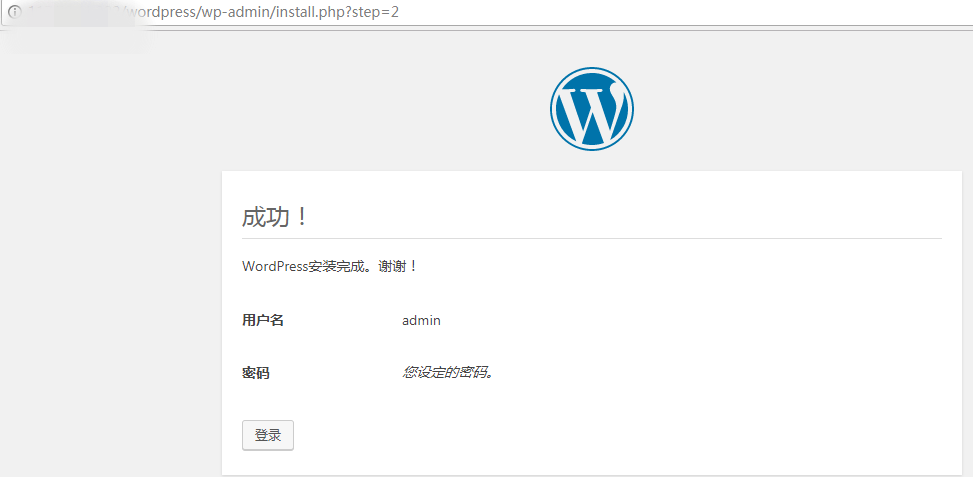 /wordpress/wp-admin/install.php?step=2
成功！
WordPress安装完成。谢谢！
用户名 admin
密码 您设定的密码。
登录